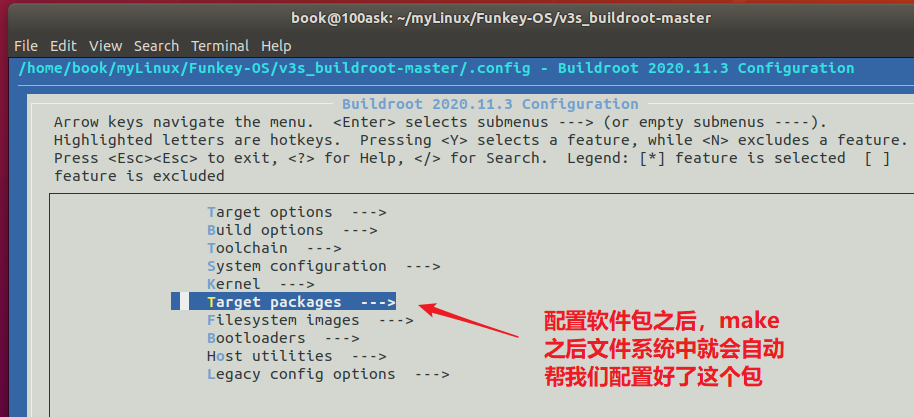 book@100ask: ~/myLinux/Funkey-OS/v3s_buildroot-master
File Edit View Search Terminal Help
/home/book/myLinux/Funkey-OS/v3s_buildroot-master/.config - Buildroot 2020.11.3 Configuration
Buildroot 2020.11.3 Configuration
Arrow keys navigate the menu. <Enter> selects submenus ---> (or empty submenus ----).
Highlighted letters are hotkeys. Pressing <Y> selects a feature, while <N> excludes a feature.
Press <Esc><Esc> to exit, <?> for Help, </> for Search. Legend: [*] feature is selected [ ]
feature is excluded
Target options --->
Build options --->
Toolchain --->
System configuration --->
Kernel --->
Target packages --->
Filesystem images --->
Bootloaders --->
Host utilities --->
Legacy config options --->
配置软件包之后，make
之后文件系统中就会自动
帮我们配置好了这个包